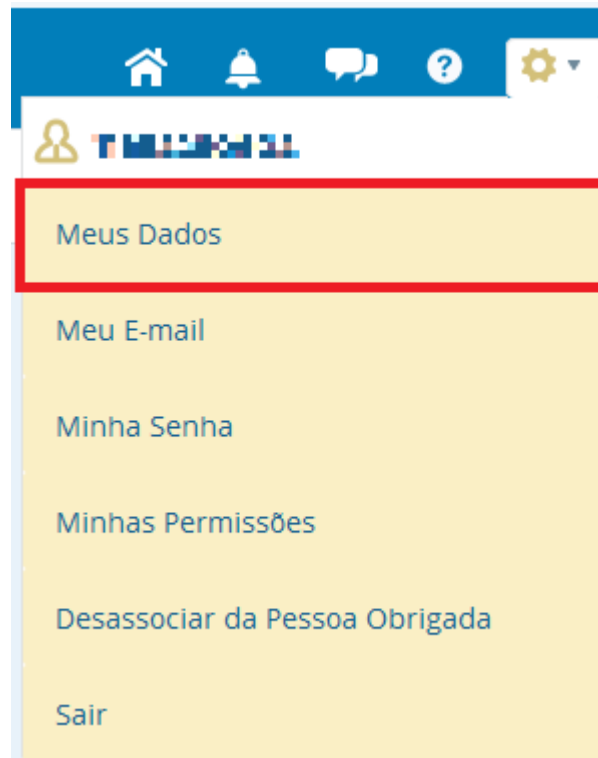 Meus Dados
Meu E-mail
Minha Senha
Minhas Permissões
Desassociar da Pessoa Obrigada
Sair